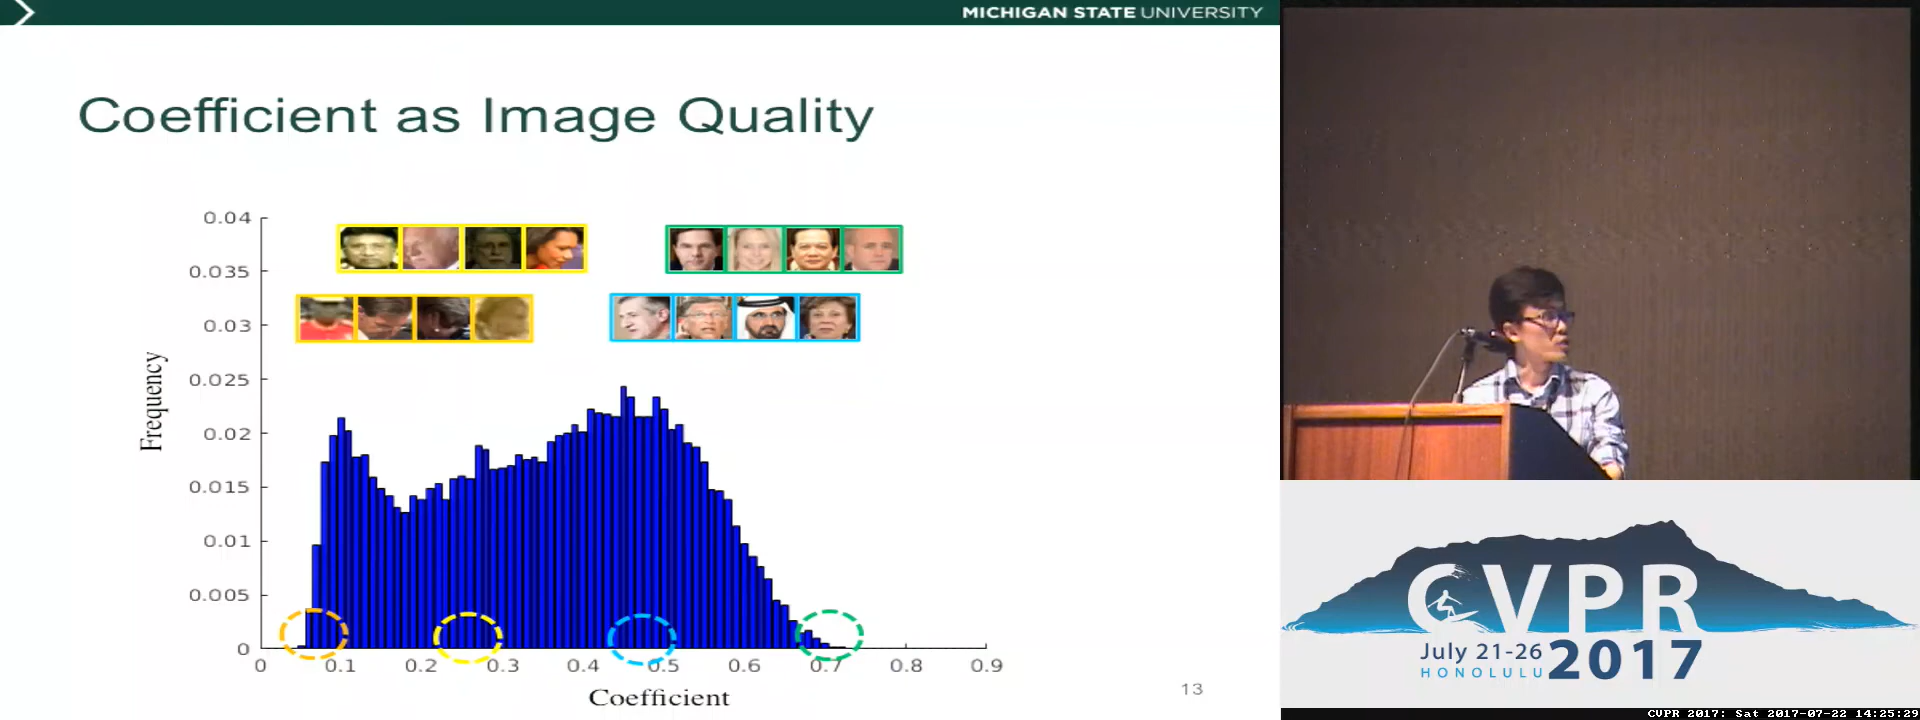 MICHIGAN STATE UNIVERSITY
Coefficient as Image Quality
0.04
0.035
0.03
0.025
0.02
0.015
0.01
0.005
0
Frequency
0 0.1 0.2 0.3 0.4 0.5 0.6 0.7 0.8 0.9
Coefficient
13
CVPR
July 21-26
HONOLULU
2017
CVPR 2017: Sat 2017-07-22 14:25:29